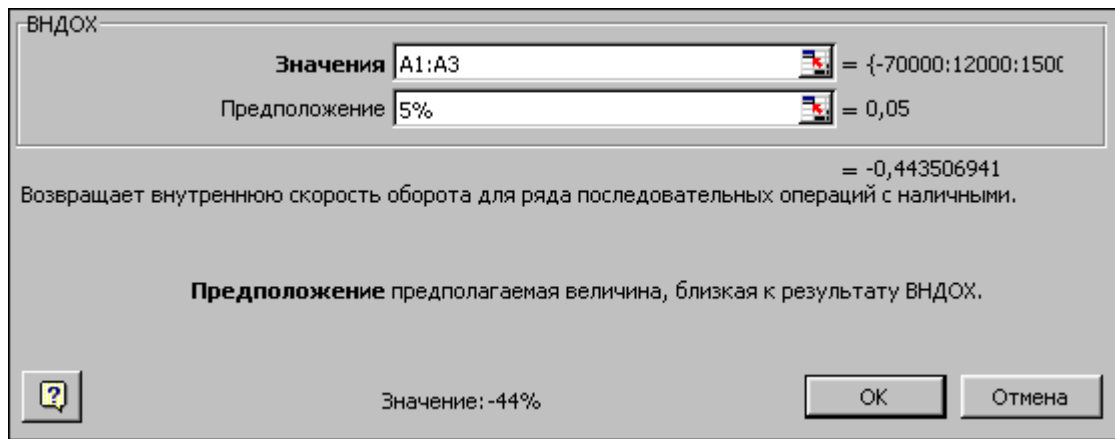 ВНДОХ
Значения A1:A3 = {-70000:12000:1500
Предположение 5% = 0,05
= -0,443506941
Возвращает внутреннюю скорость оборота для ряда последовательных операций с наличными.
Предположение предполагаемая величина, близкая к результату ВНДОХ.
Значение:-44%
OK
Отмена